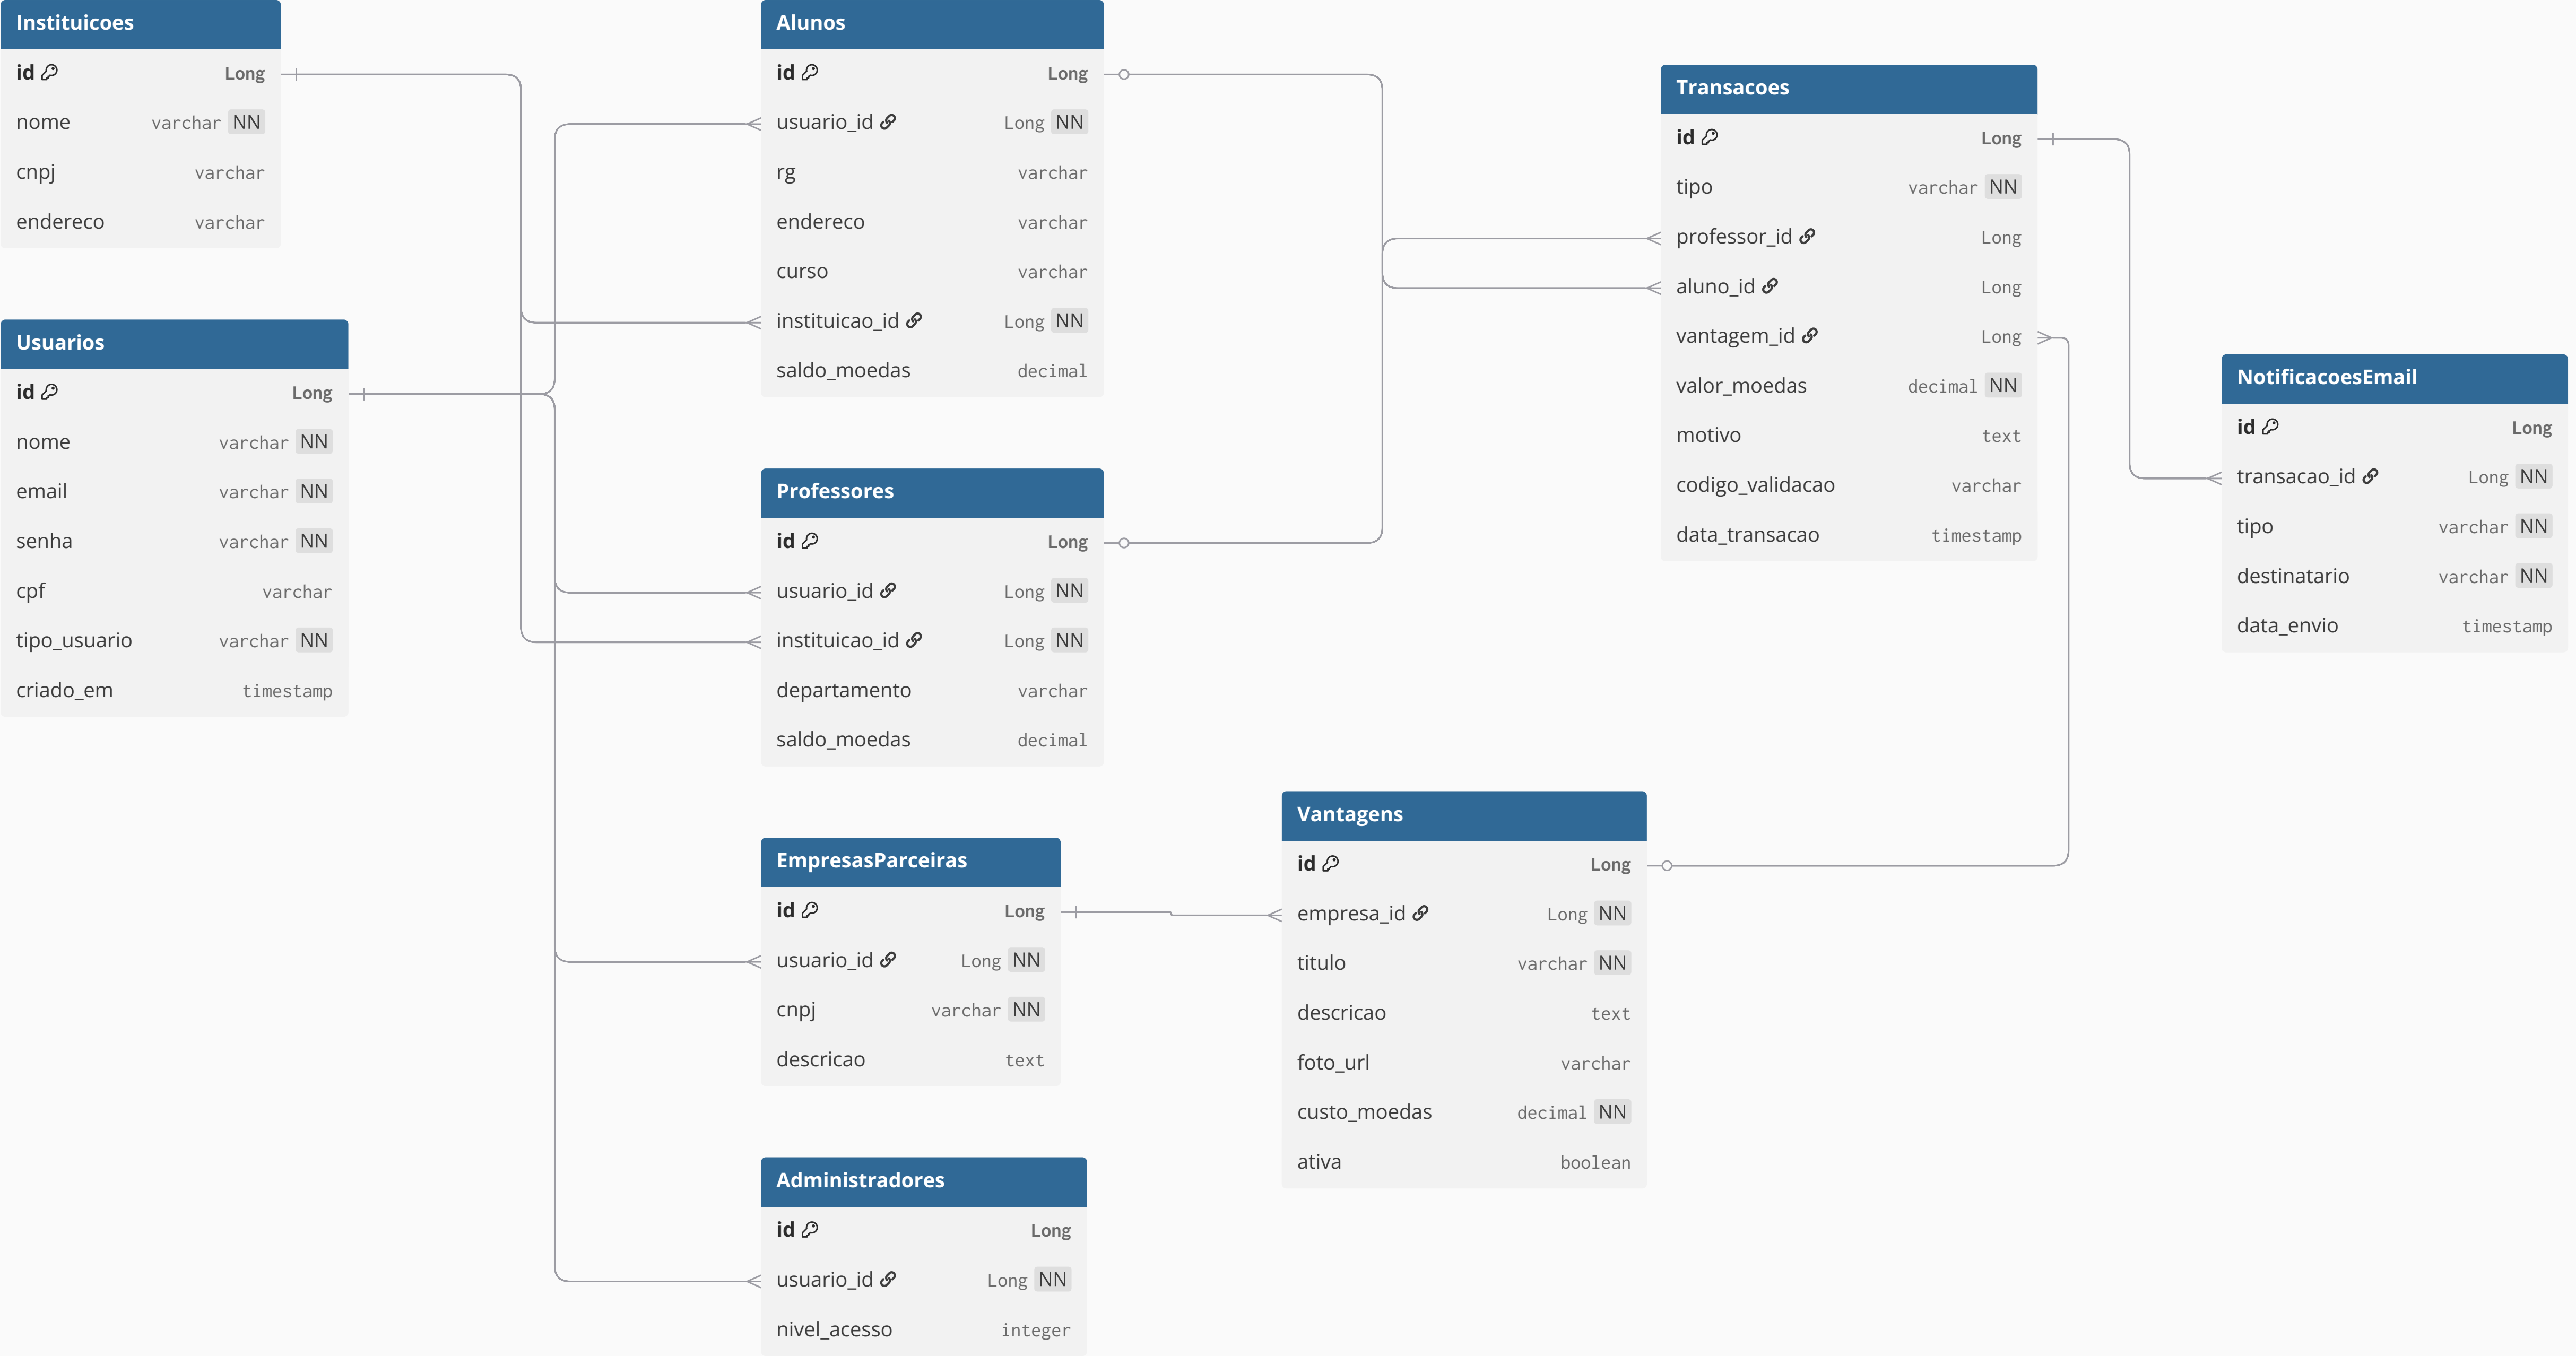 Instituicoes
id Long
nome varchar NN
cnpj varchar
endereco varchar
Usuarios
id Long
nome varchar NN
email varchar NN
senha varchar NN
cpf varchar
tipo_usuario varchar NN
criado_em timestamp
Alunos
id Long
usuario_id Long NN
rg varchar
endereco varchar
curso varchar
instituicao_id Long NN
saldo_moedas decimal
Professores
id Long
usuario_id Long NN
instituicao_id Long NN
departamento varchar
saldo_moedas decimal
EmpresasParceiras
id Long
usuario_id Long NN
cnpj varchar NN
descricao text
Administradores
id Long
usuario_id Long NN
nivel_acesso integer
Vantagens
id Long
empresa_id Long NN
titulo varchar NN
descricao text
foto_url varchar
custo_moedas decimal NN
ativa boolean
Transacoes
id Long
tipo varchar NN
professor_id Long
aluno_id Long
vantagem_id Long
valor_moedas decimal NN
motivo text
codigo_validacao varchar
data_transacao timestamp
NotificacoesEmail
id Long
transacao_id Long NN
tipo varchar NN
destinatario varchar NN
data_envio timestamp